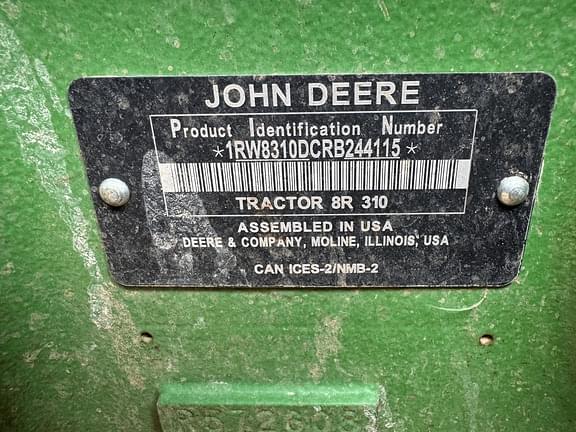 JOHN DEERE
Product Identification Number
*1RW8310DCRB244115*
TRACTOR 8R 310
ASSEMBLED IN USA
DEERE & COMPANY, MOLINE, ILLINOIS, USA
CAN ICES-2/NMB-2